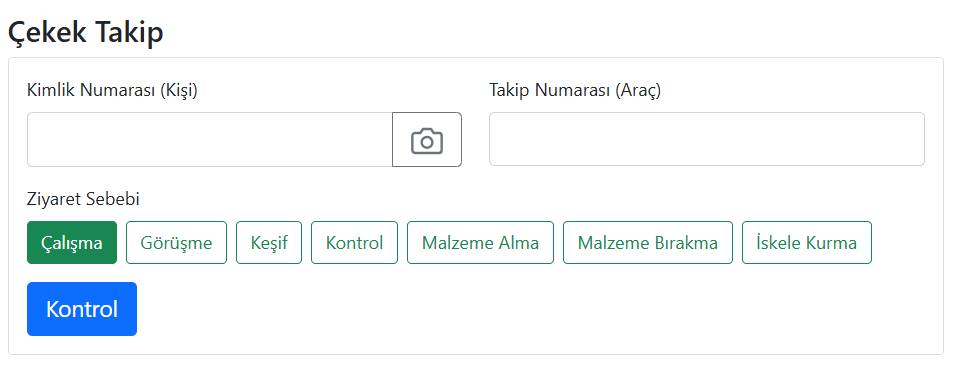 Çekek Takip
Kimlik Numarası (Kişi)
Takip Numarası (Araç)
Ziyaret Sebebi
Çalışma Görüşme Keşif Kontrol Malzeme Alma Malzeme Bırakma İskele Kurma
Kontrol